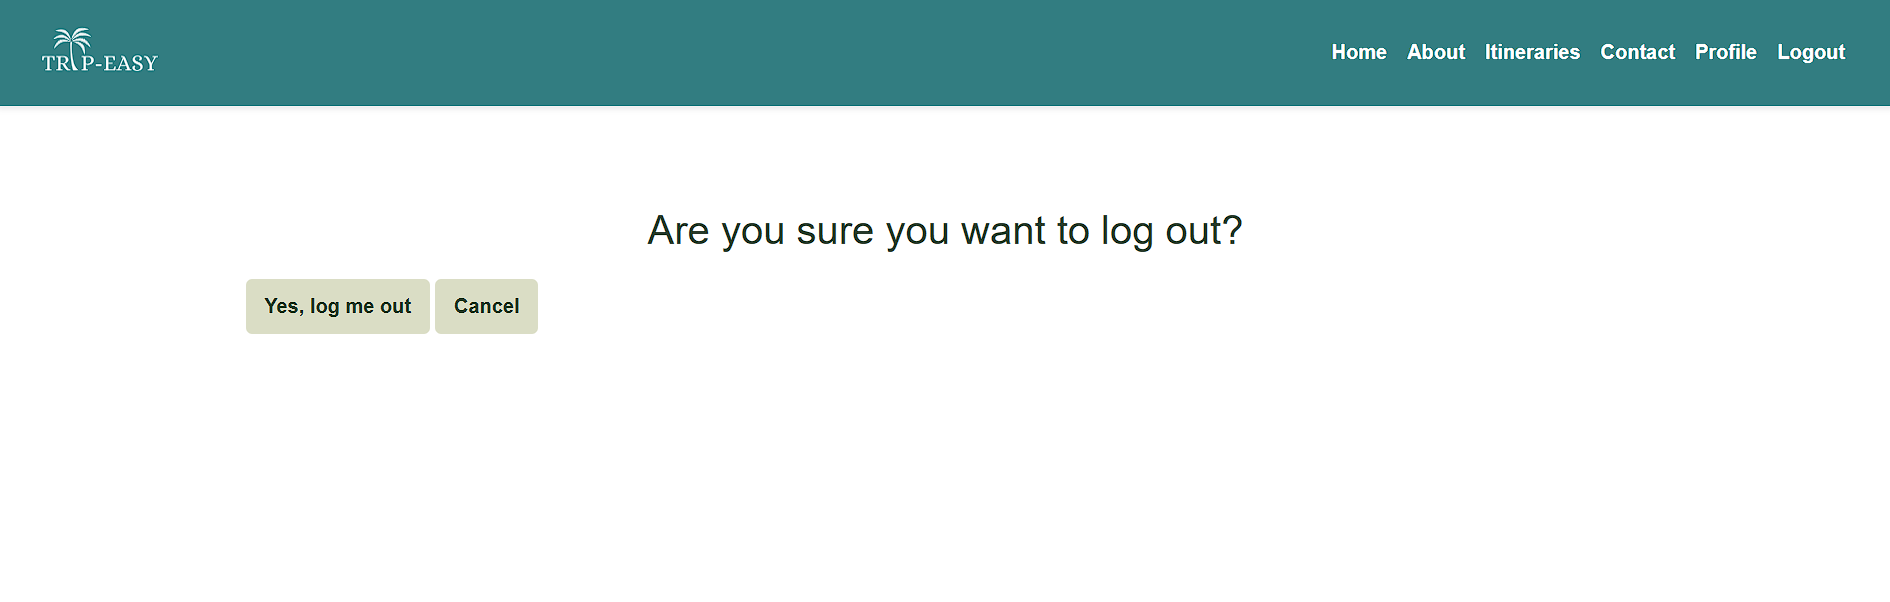 TRIP-EASY
Home About Itineraries Contact Profile Logout
Are you sure you want to log out?
Yes, log me out Cancel